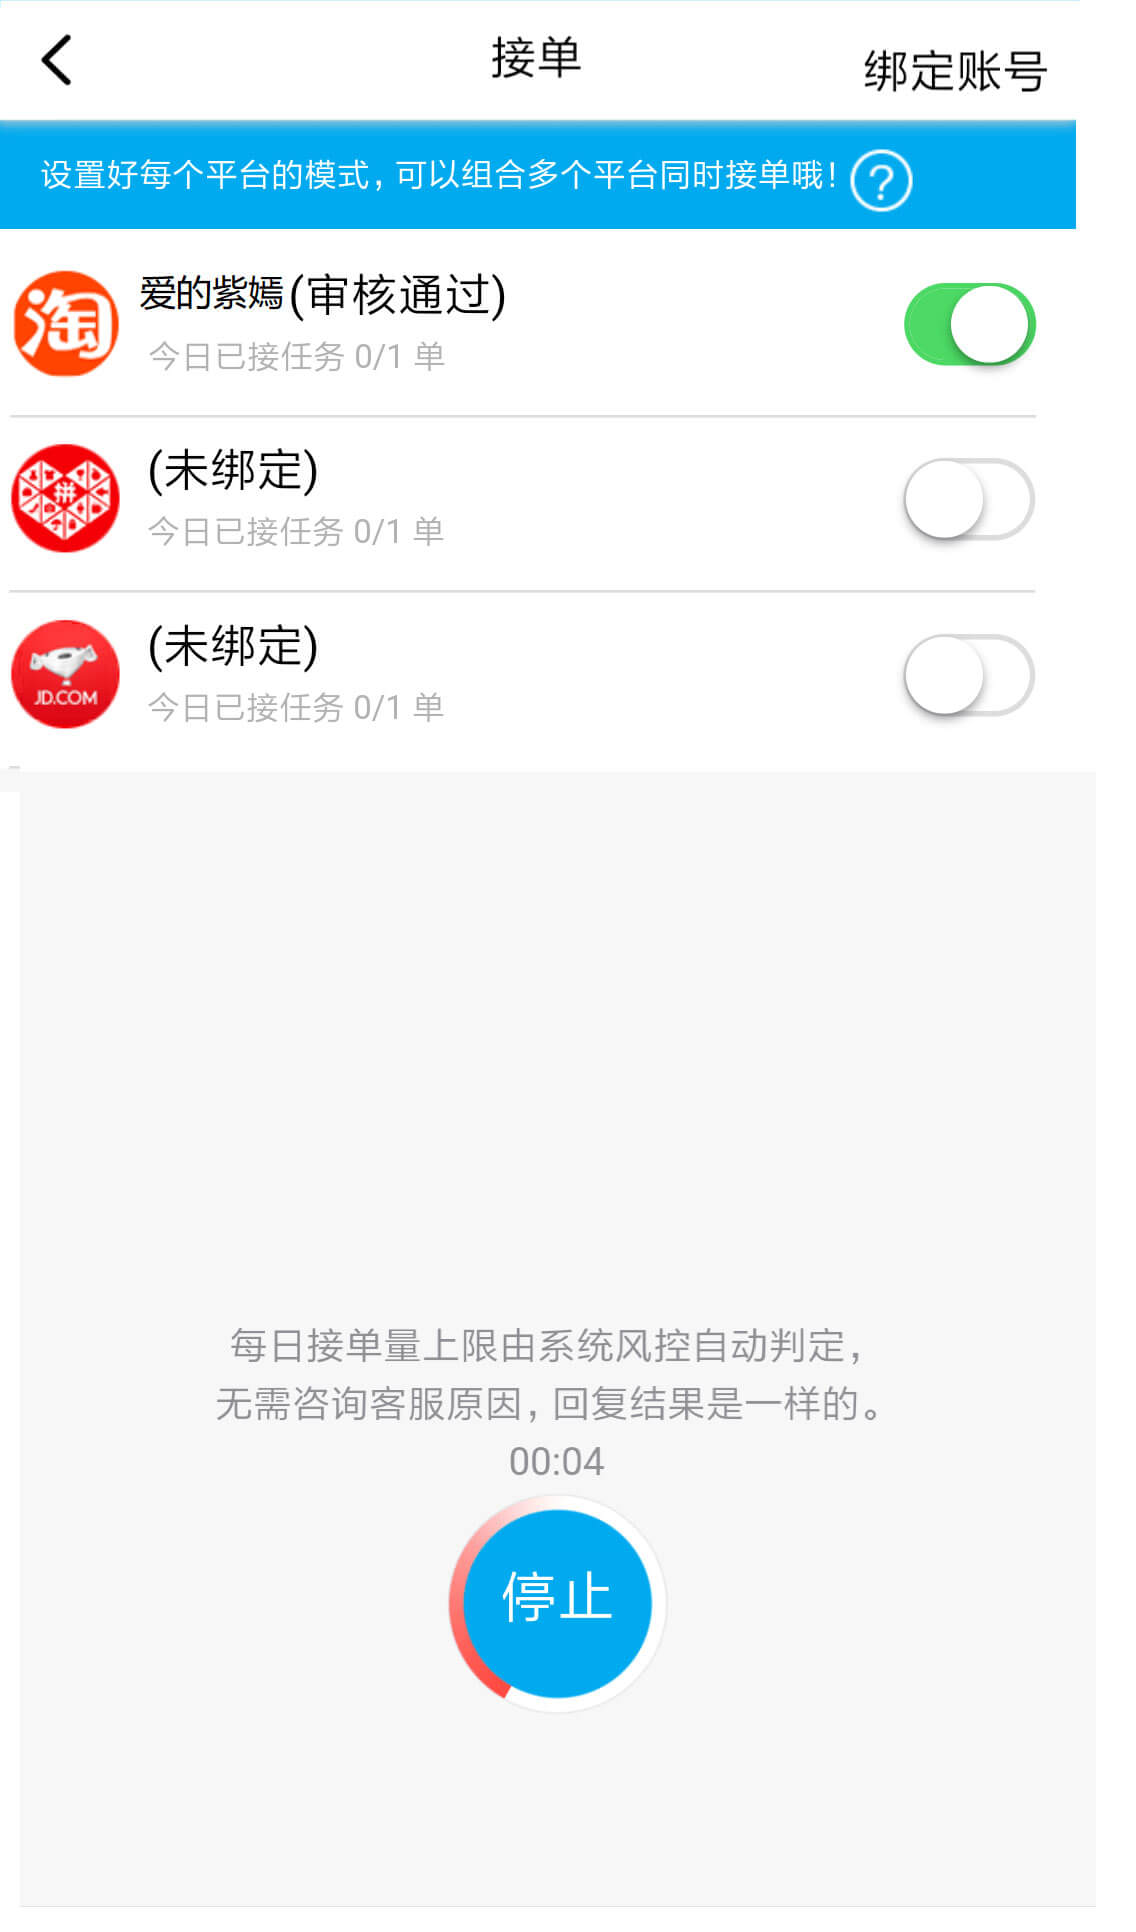 接单
绑定账号
设置好每个平台的模式，可以组合多个平台同时接单哦！?
淘
爱的紫嫣(审核通过)
今日已接任务 0/1 单
拼
(未绑定)
今日已接任务 0/1 单
JD.COM
(未绑定)
今日已接任务 0/1 单
每日接单量上限由系统风控自动判定，
无需咨询客服原因，回复结果是一样的。
00:04
停止